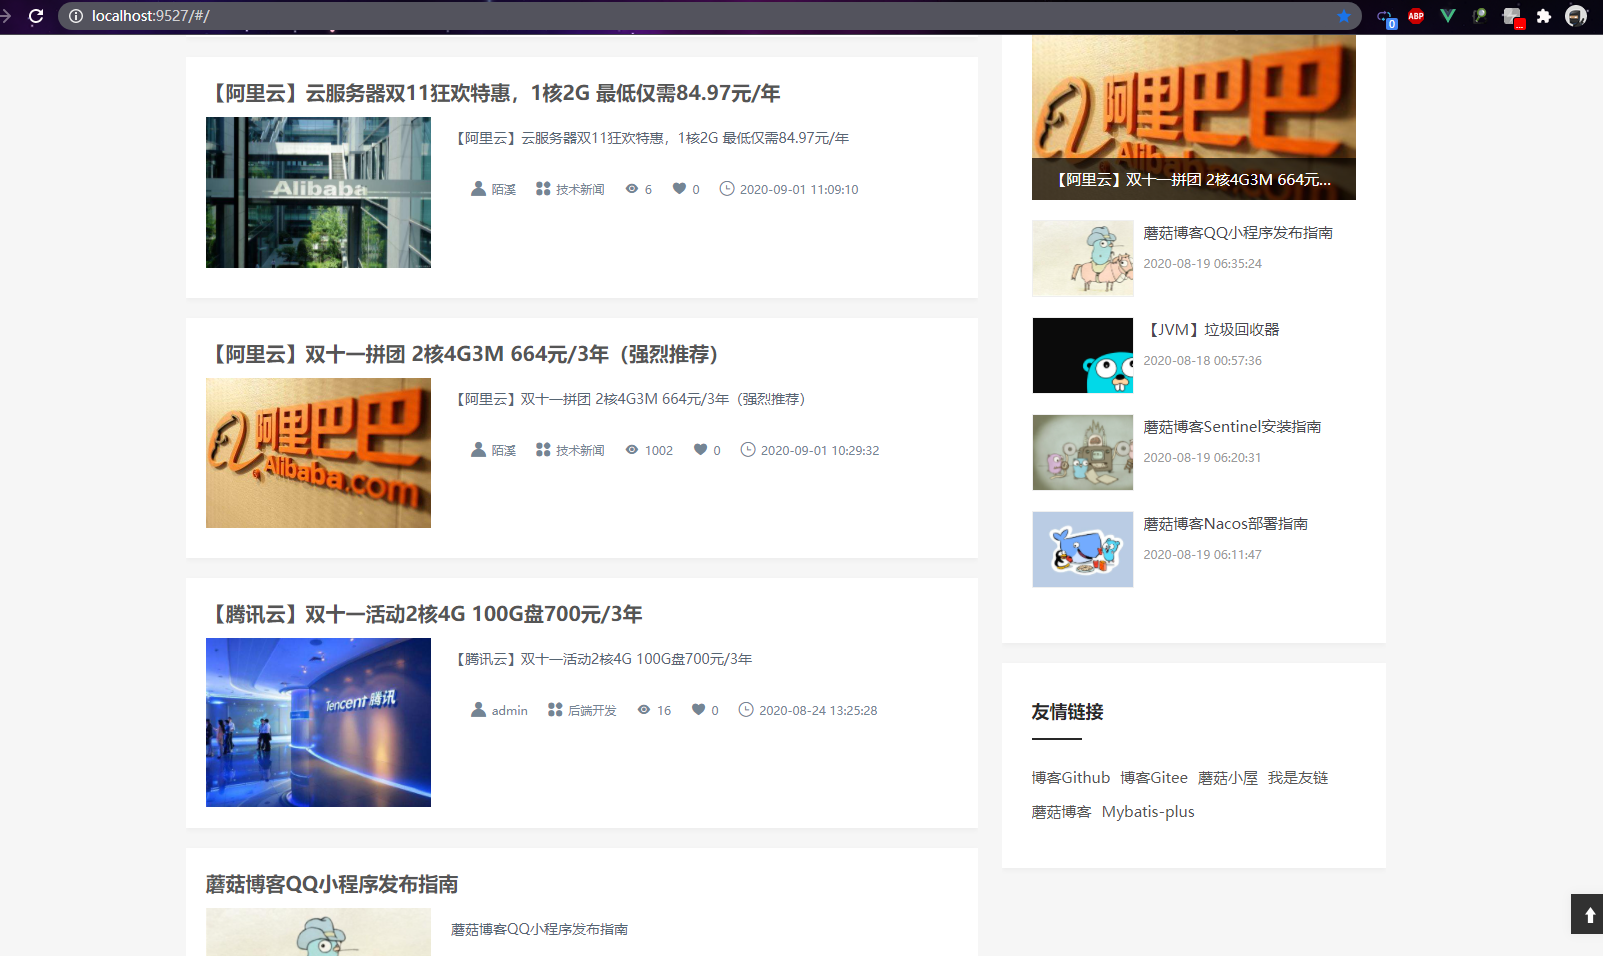 localhost:9527/#/
0
ABP
...
【阿里云】云服务器双11狂欢特惠，1核2G 最低仅需84.97元/年
Alibaba
【阿里云】云服务器双11狂欢特惠，1核2G 最低仅需84.97元/年
陌溪 技术新闻 6 0 2020-09-01 11:09:10
【阿里云】双十一拼团 2核4G3M 664元/3年（强烈推荐）
阿里巴巴
Alibaba.com
【阿里云】双十一拼团 2核4G3M 664元/3年（强烈推荐）
陌溪 技术新闻 1002 0 2020-09-01 10:29:32
【腾讯云】双十一活动2核4G 100G盘700元/3年
Tencent 腾讯
【腾讯云】双十一活动2核4G 100G盘700元/3年
admin 后端开发 16 0 2020-08-24 13:25:28
蘑菇博客QQ小程序发布指南
蘑菇博客QQ小程序发布指南
阿里巴巴
Alibaba.com
【阿里云】双十一拼团 2核4G3M 664元...
蘑菇博客QQ小程序发布指南
2020-08-19 06:35:24
【JVM】垃圾回收器
2020-08-18 00:57:36
蘑菇博客Sentinel安装指南
2020-08-19 06:20:31
蘑菇博客Nacos部署指南
2020-08-19 06:11:47
友情链接
博客Github 博客Gitee 蘑菇小屋 我是友链
蘑菇博客 Mybatis-plus